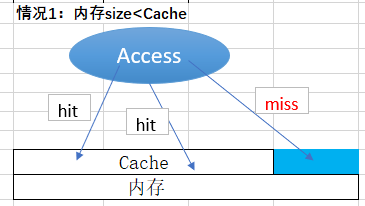 情况1：内存size<Cache
Access
hit
hit
miss
Cache
内存